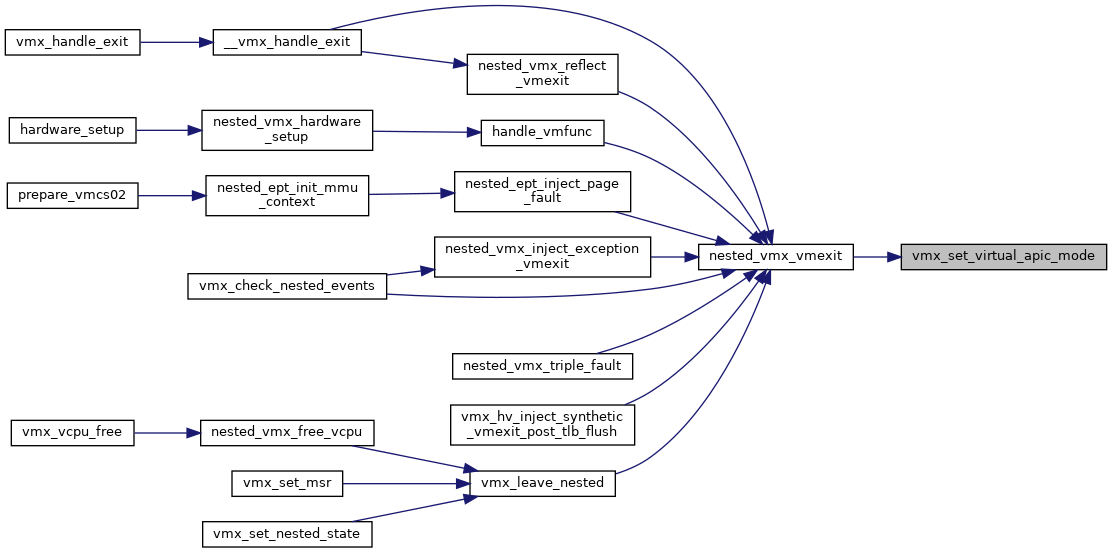 vmx_handle_exit
__vmx_handle_exit
nested_vmx_reflect
_vmexit
hardware_setup
nested_vmx_hardware
_setup
handle_vmfunc
prepare_vmcs02
nested_ept_init_mmu
_context
nested_ept_inject_page
_fault
nested_vmx_inject_exception
_vmexit
nested_vmx_vmexit
vmx_set_virtual_apic_mode
vmx_check_nested_events
nested_vmx_triple_fault
vmx_hv_inject_synthetic
_vmexit_post_tlb_flush
vmx_vcpu_free
nested_vmx_free_vcpu
vmx_set_msr
vmx_leave_nested
vmx_set_nested_state